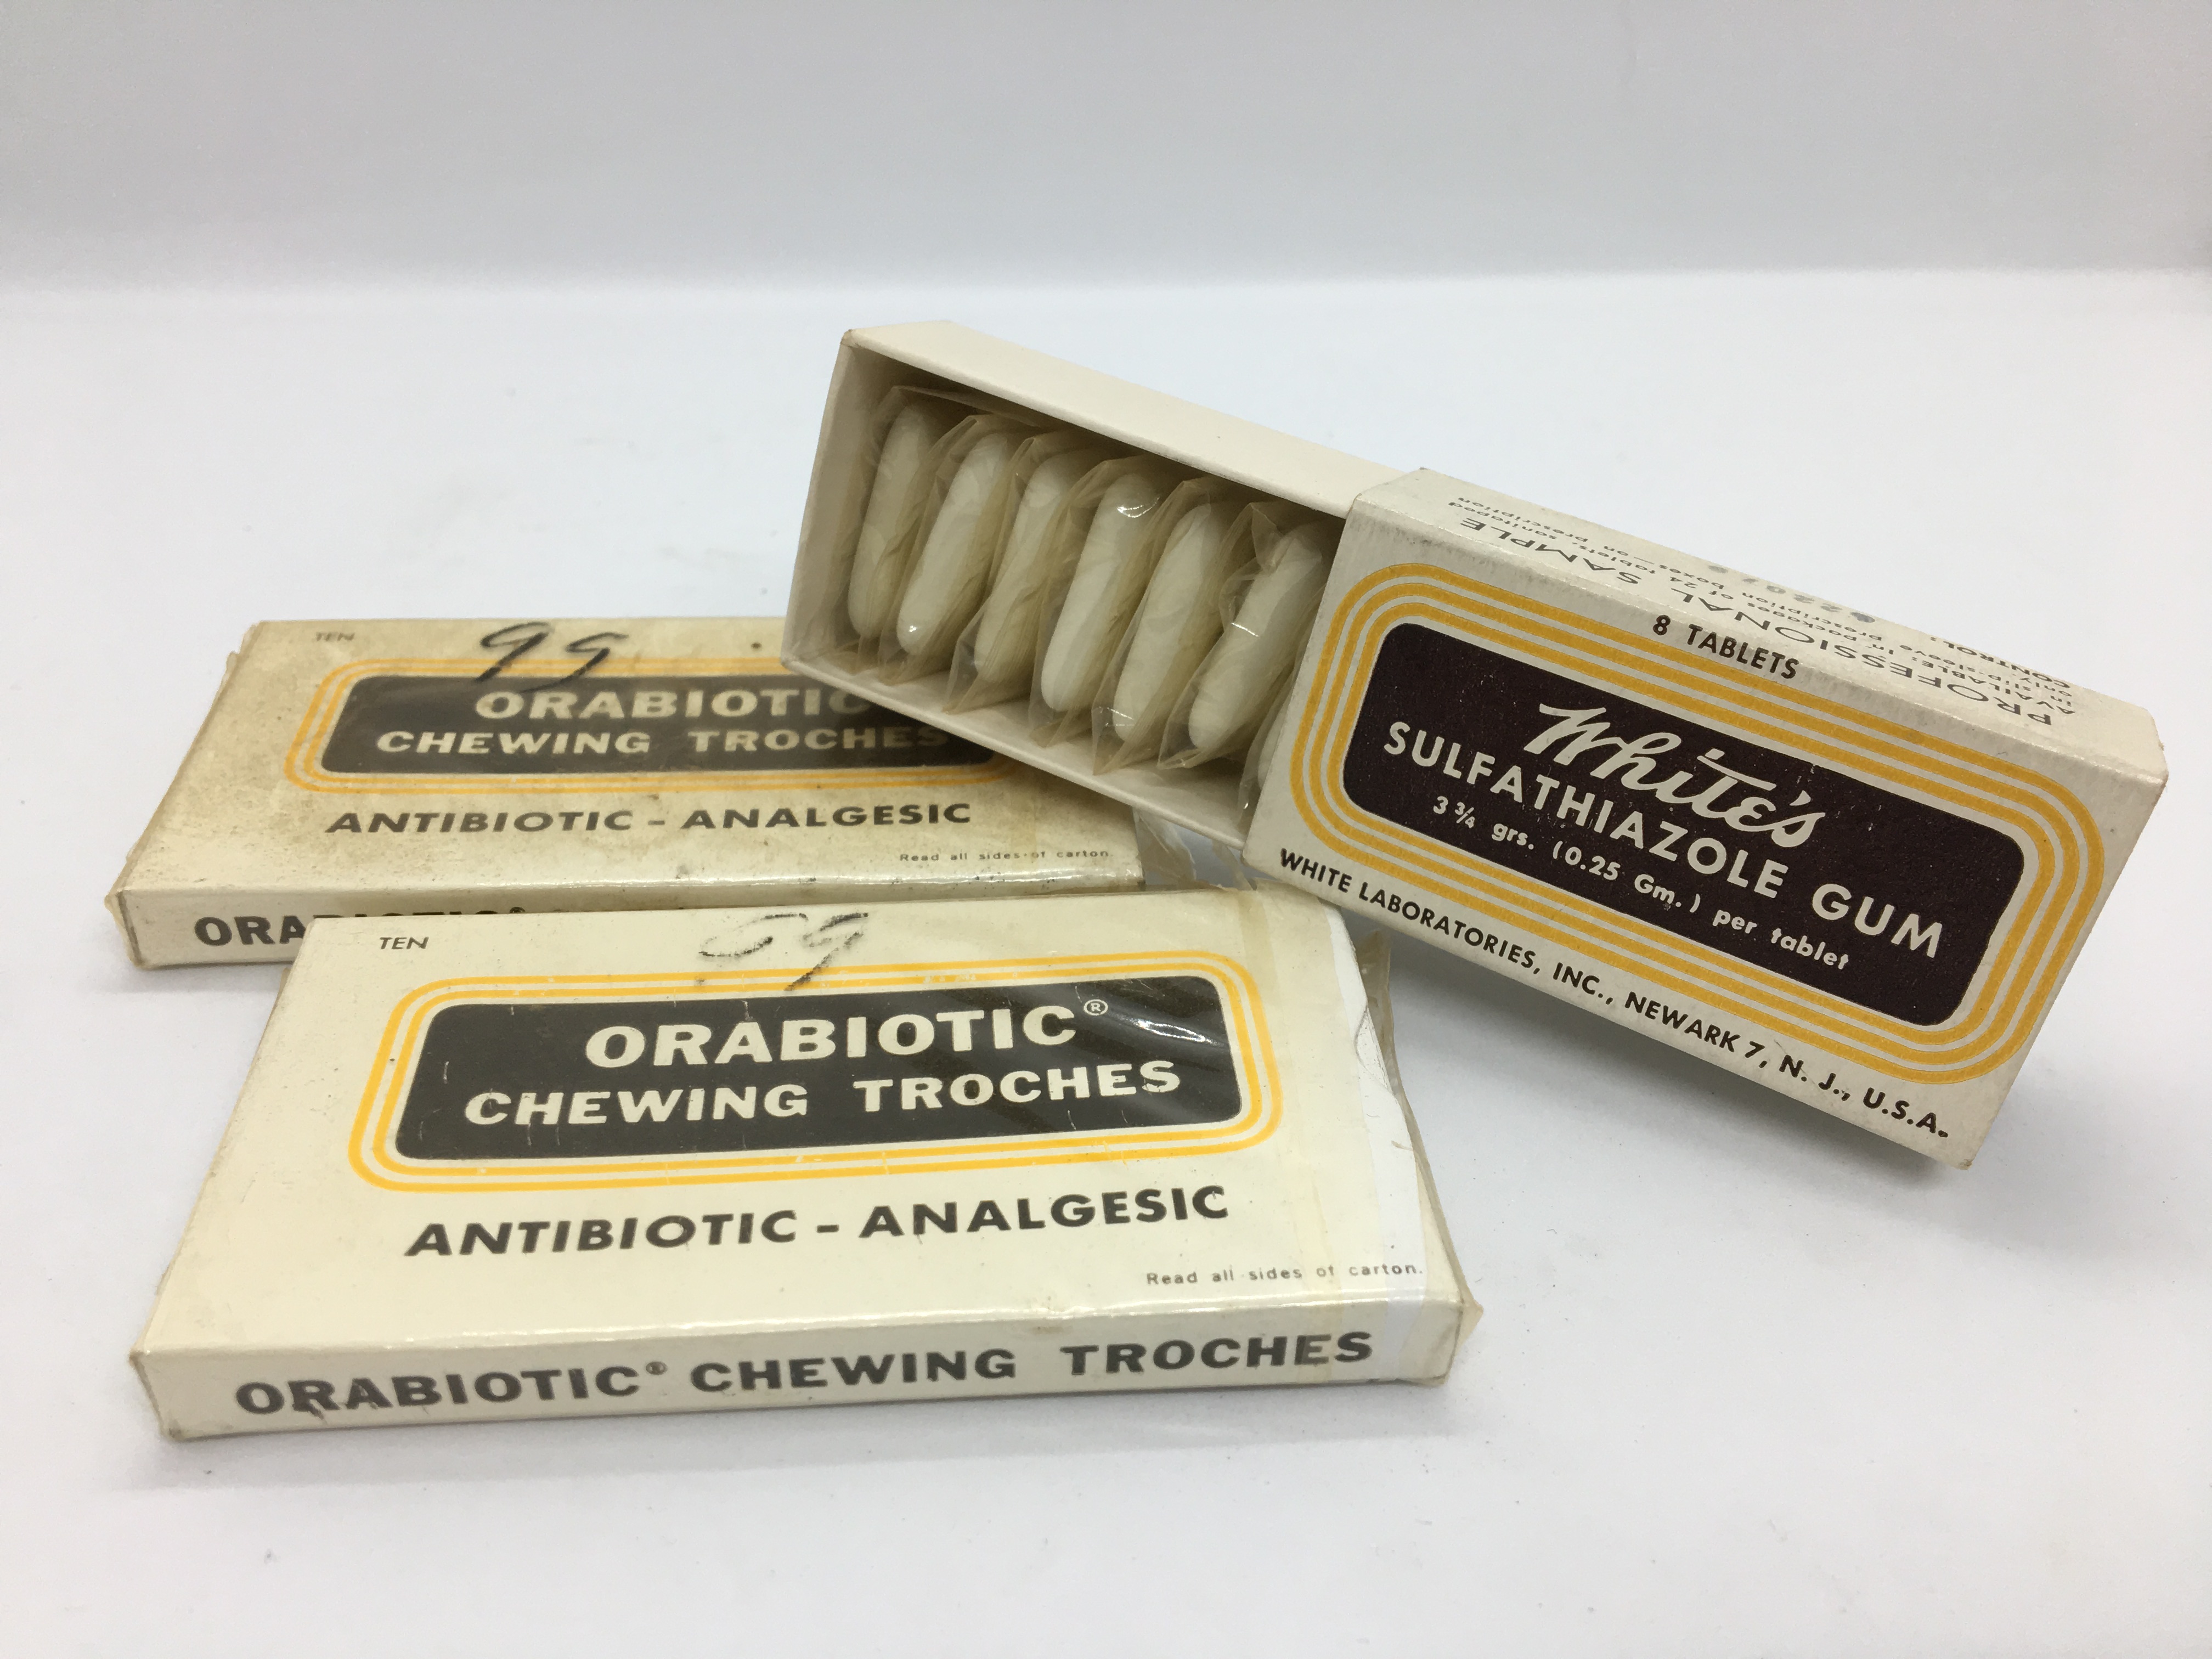 TEN
99
ORABIOTIC
CHEWING TROCHES
ANTIBIOTIC - ANALGESIC
Read all sides of carton.
TEN
ORABIOTIC®
CHEWING TROCHES
ANTIBIOTIC - ANALGESIC
Read all sides of carton.
ORABIOTIC® CHEWING TROCHES
PROFESSIONAL SAMPLE
8 TABLETS
White's
SULFATHIAZOLE GUM
3 3/4 grs. (0.25 Gm.) per tablet
WHITE LABORATORIES, INC., NEWARK 7, N. J., U.S.A.